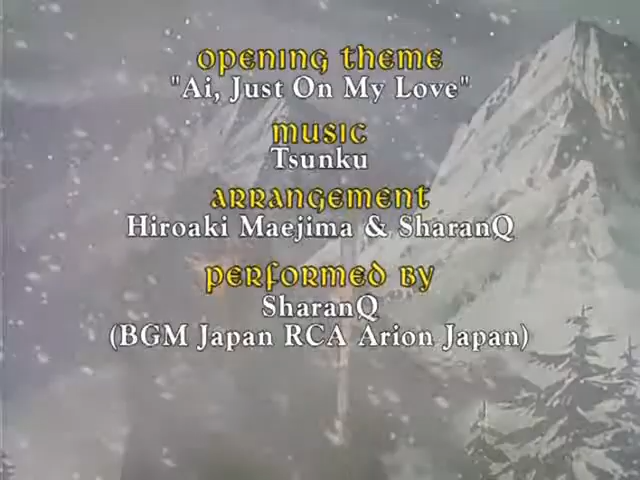 OPENING THEME
"Ai, Just On My Love"
MUSIC
Tsunku
ARRANGEMENT
Hiroaki Maejima & SharanQ
PERFORMED BY
SharanQ
(BGM Japan RCA Arion Japan)